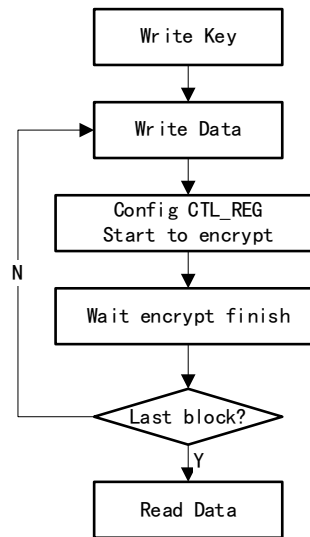 Write Key
Write Data
Config CTL_REG
Start to encrypt
N
Wait encrypt finish
Last block?
Y
Read Data